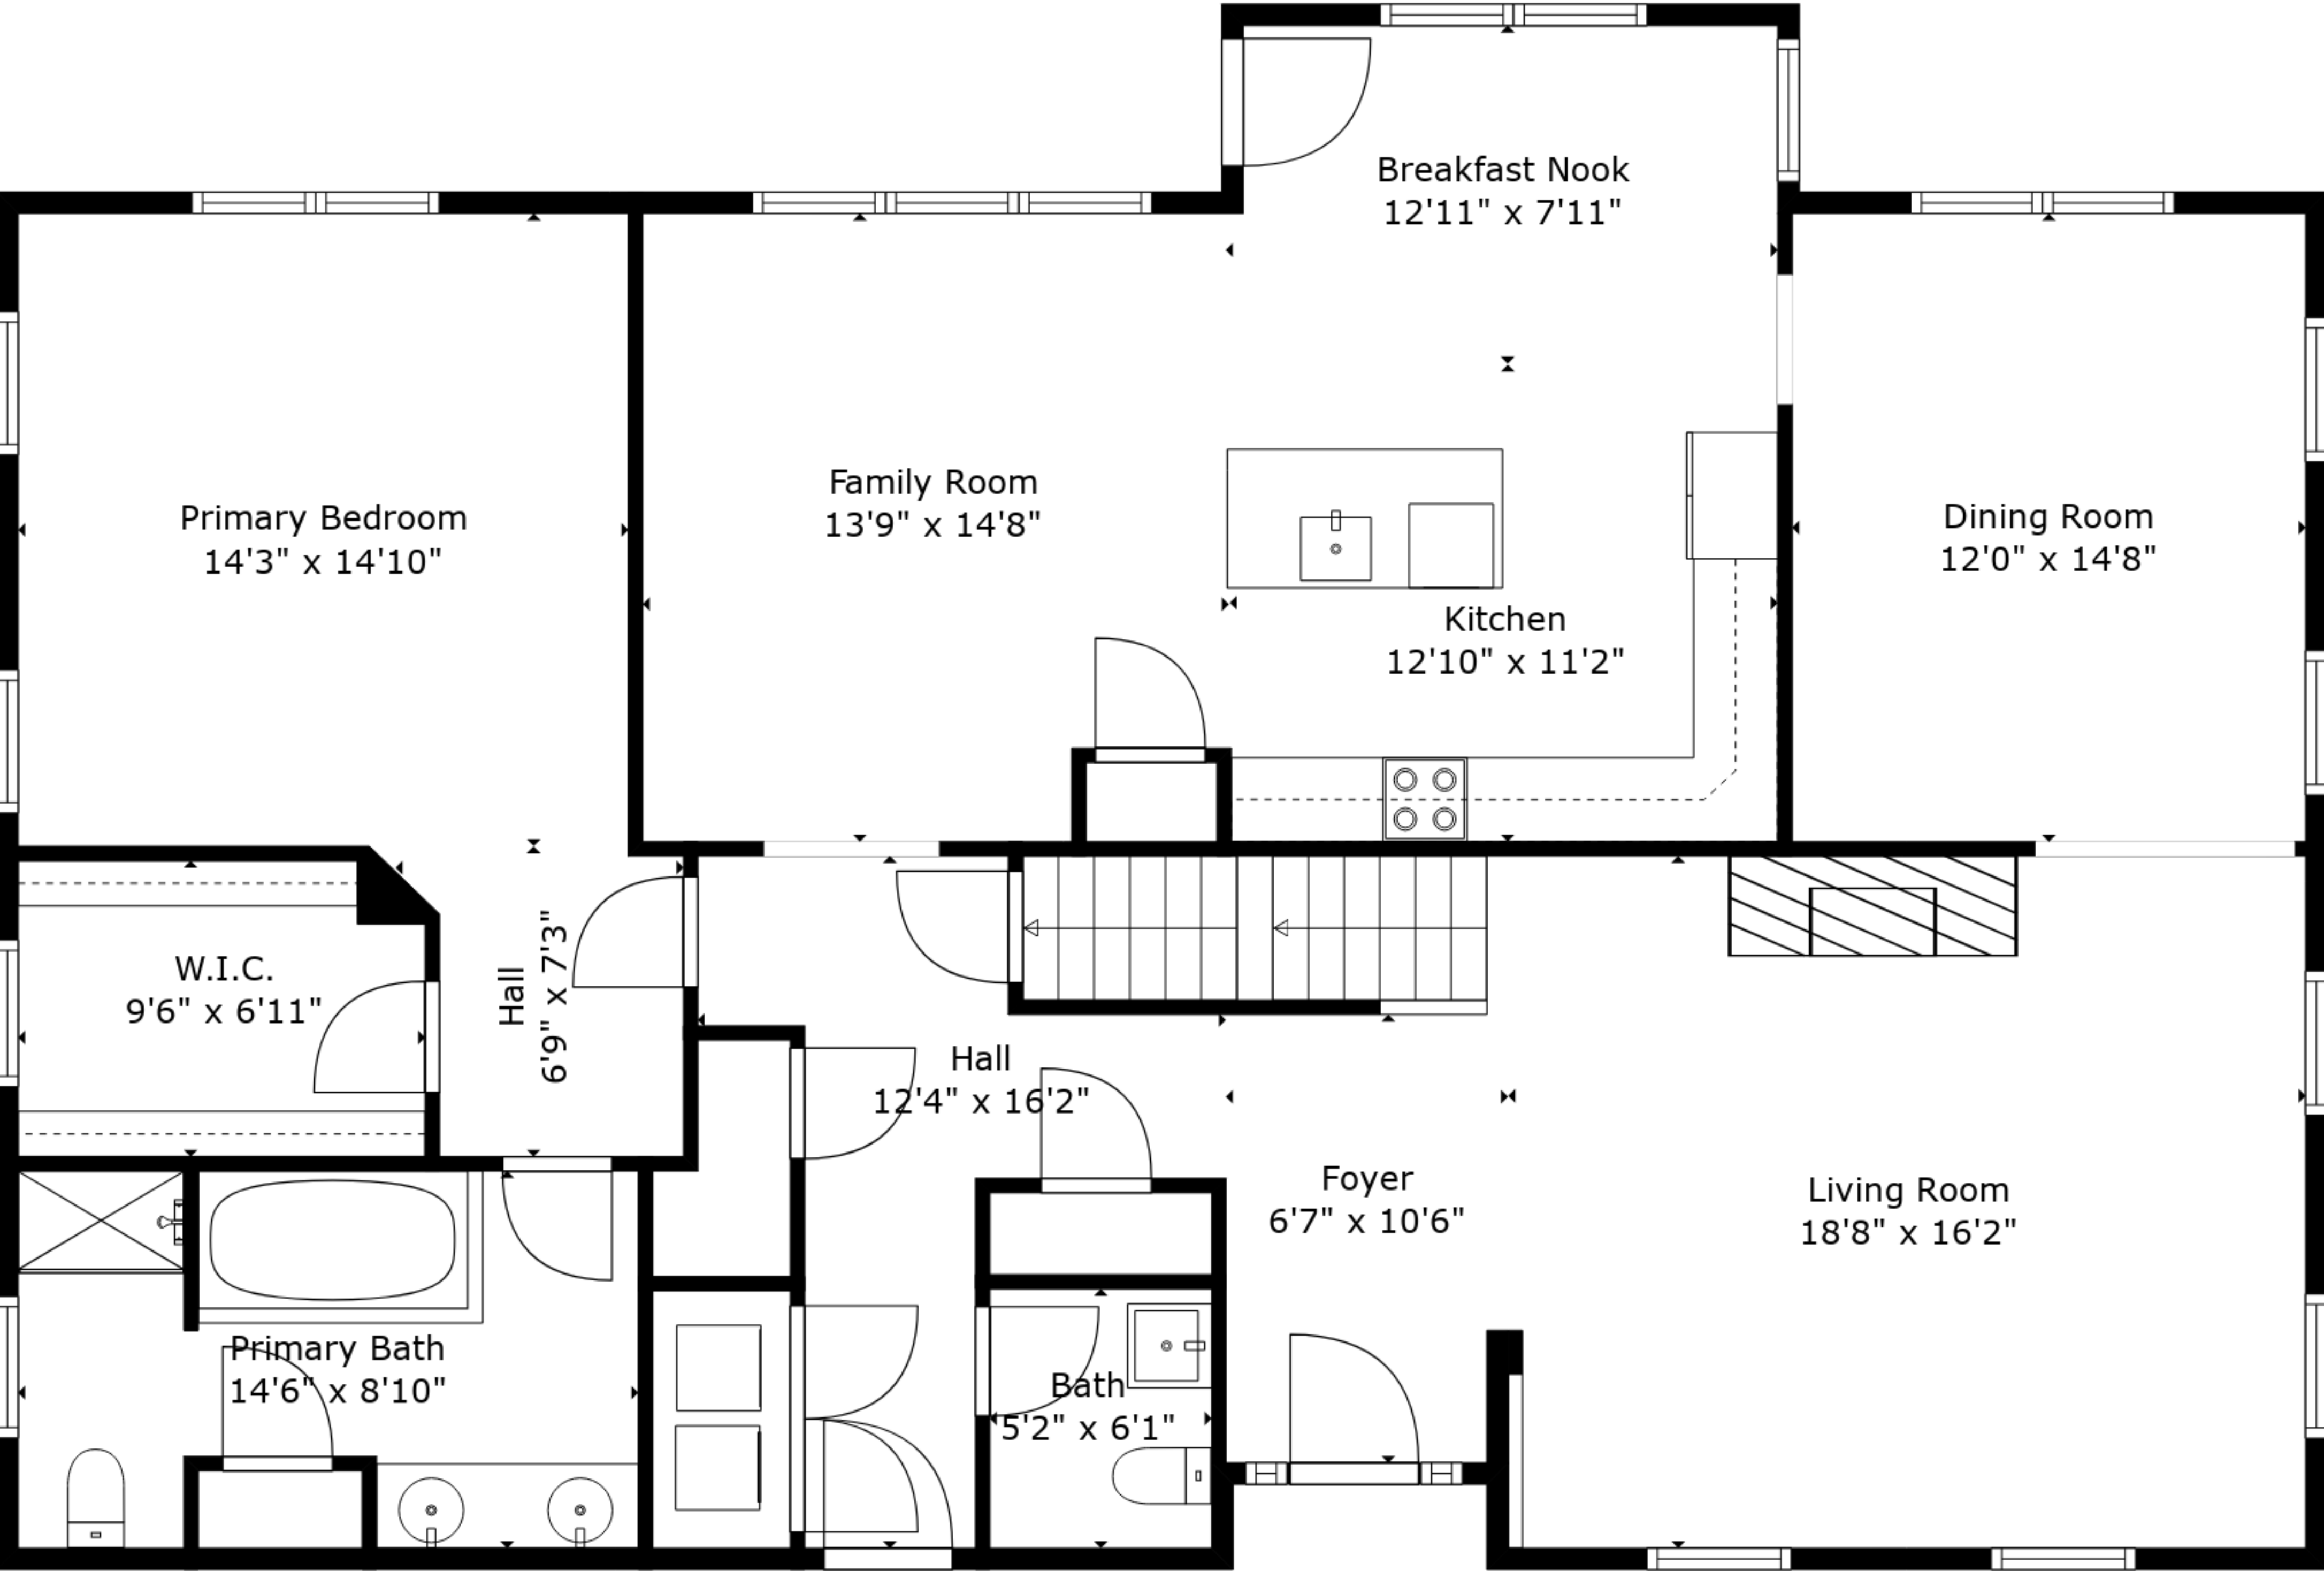 Breakfast Nook
12'11" x 7'11"
Primary Bedroom
14'3" x 14'10"
Family Room
13'9" x 14'8"
Dining Room
12'0" x 14'8"
Kitchen
12'10" x 11'2"
W.I.C.
9'6" x 6'11"
Hall
6'9" x 7'3"
Hall
12'4" x 16'2"
Foyer
6'7" x 10'6"
Living Room
18'8" x 16'2"
Primary Bath
14'6" x 8'10"
Bath
5'2" x 6'1"